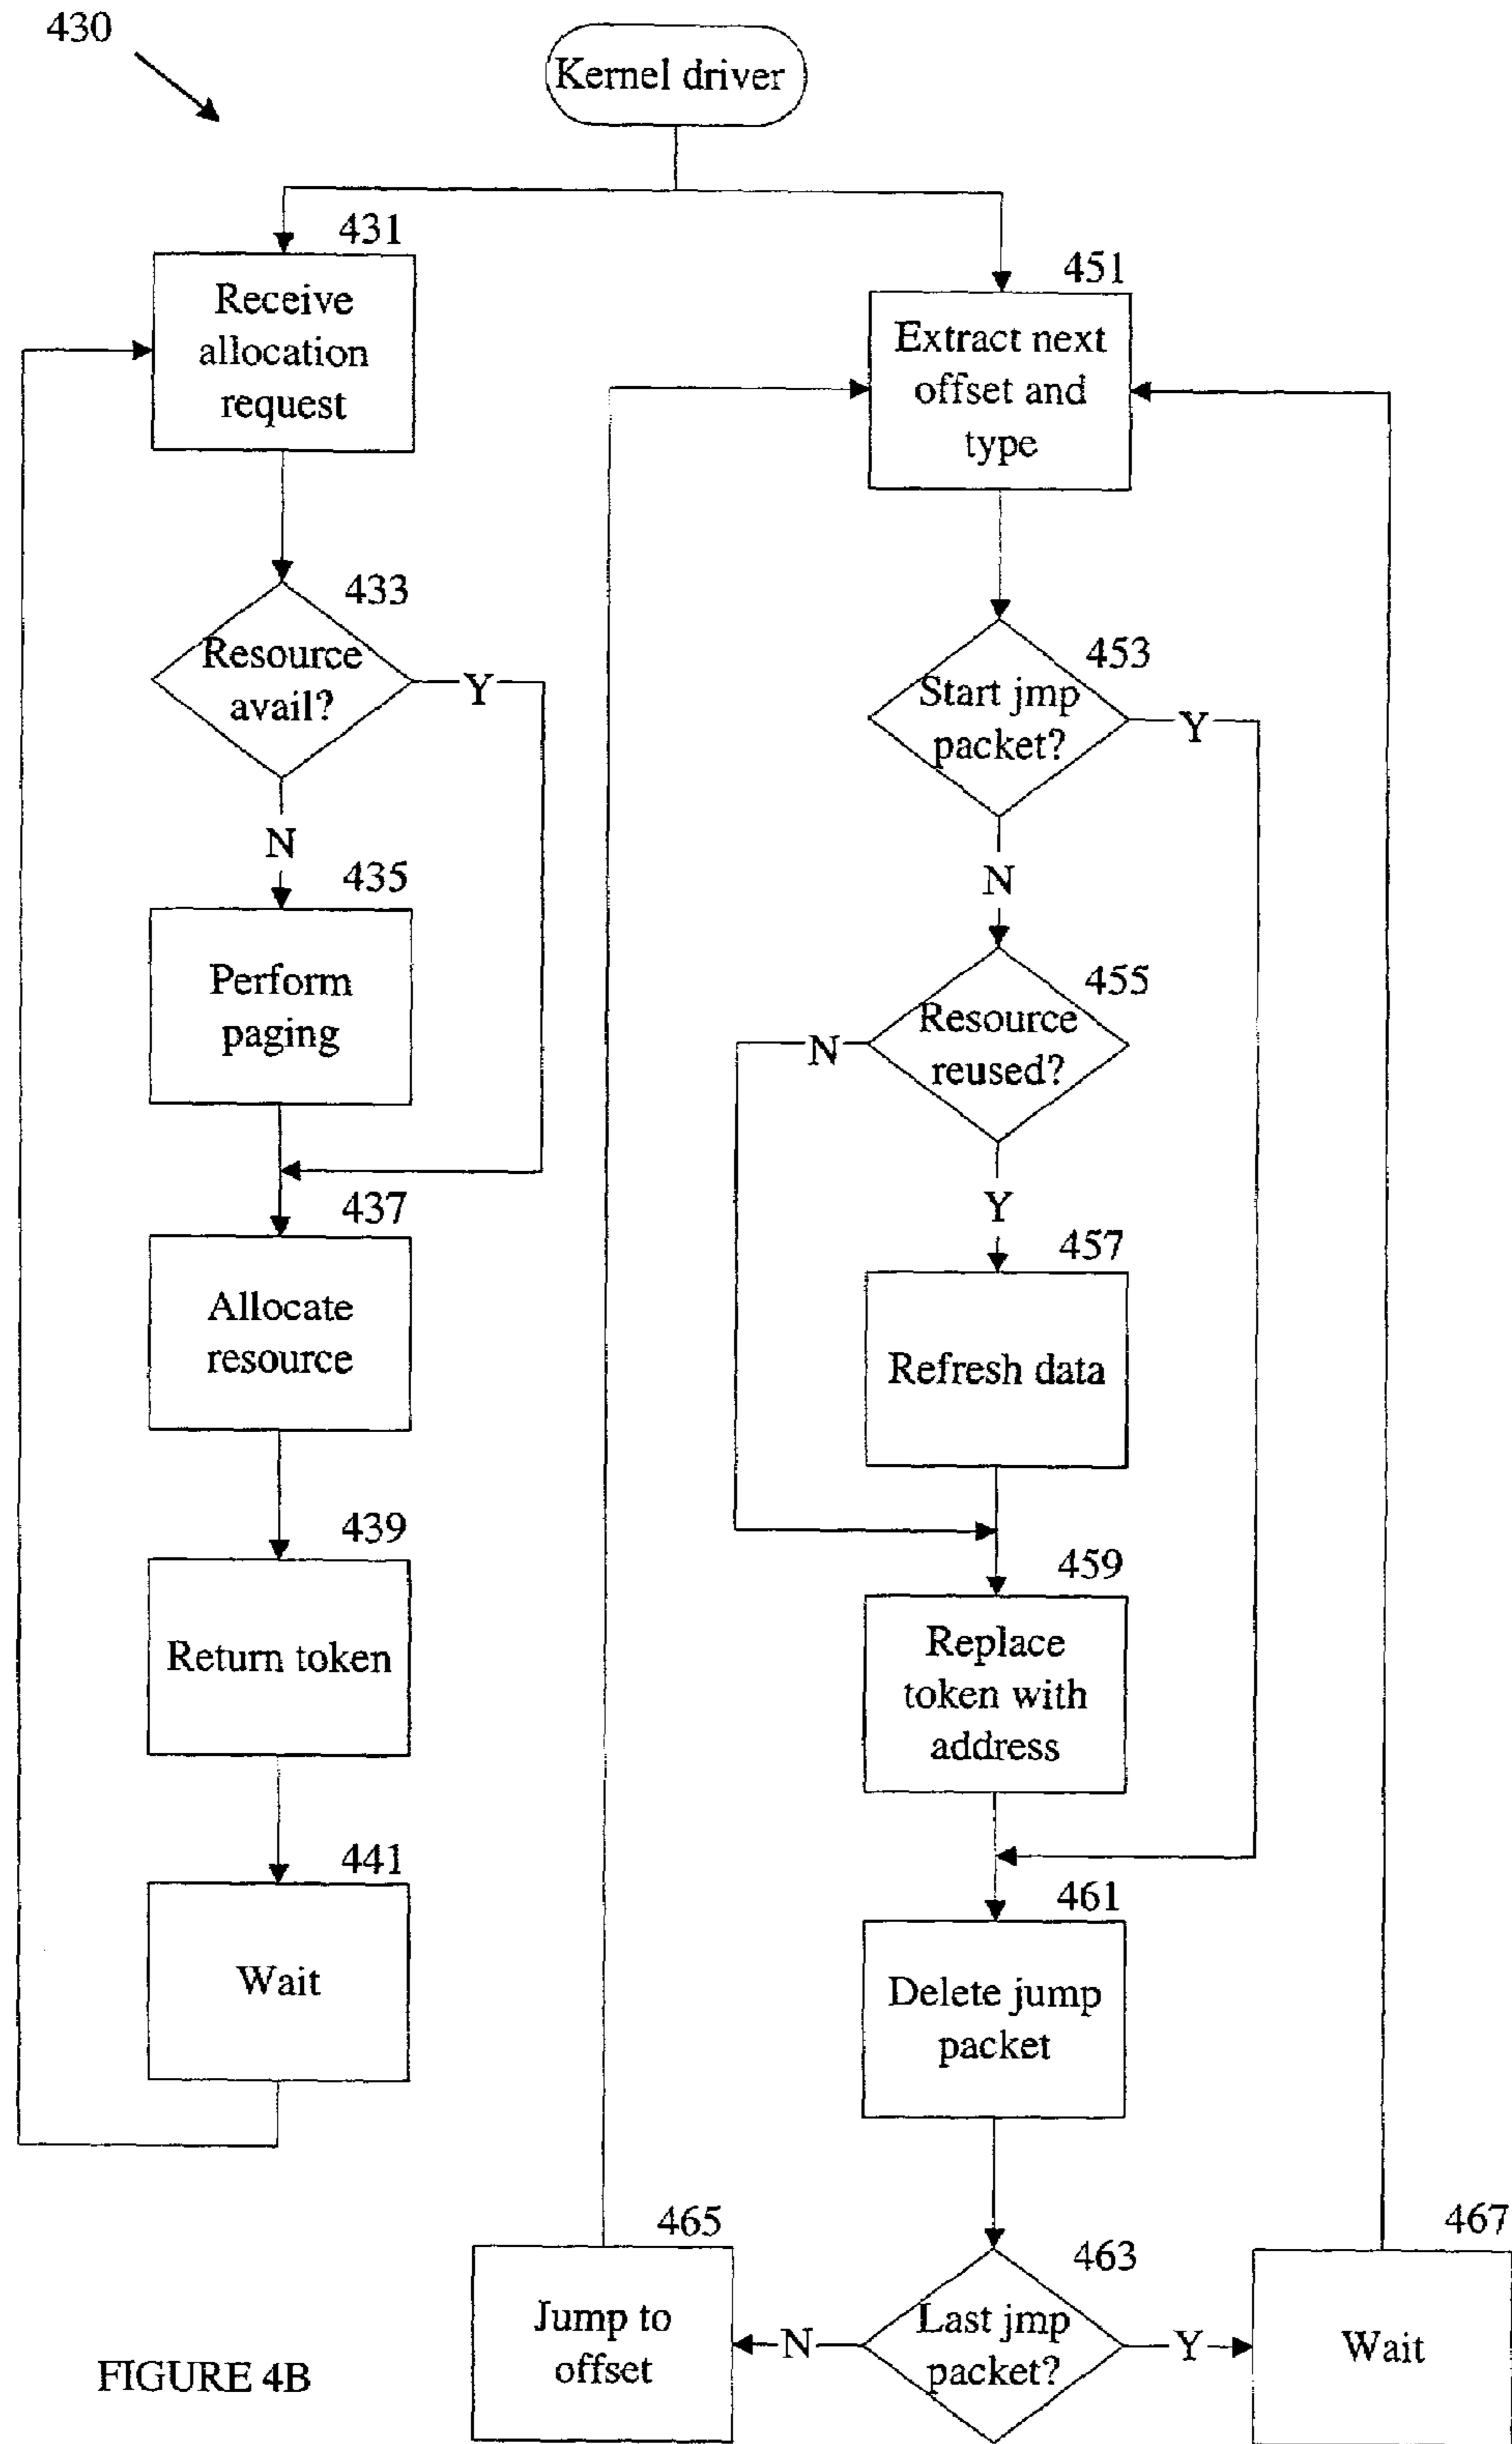 430
Kernel driver
431
Receive
allocation
request
433
Resource
avail?
Y
N
435
Perform
paging
437
Allocate
resource
439
Return token
441
Wait
451
Extract next
offset and
type
453
Start jmp
packet?
Y
N
455
Resource
reused?
N
Y
457
Refresh data
459
Replace
token with
address
461
Delete jump
packet
463
Last jmp
packet?
N
Y
465
Jump to
offset
467
Wait
FIGURE 4B